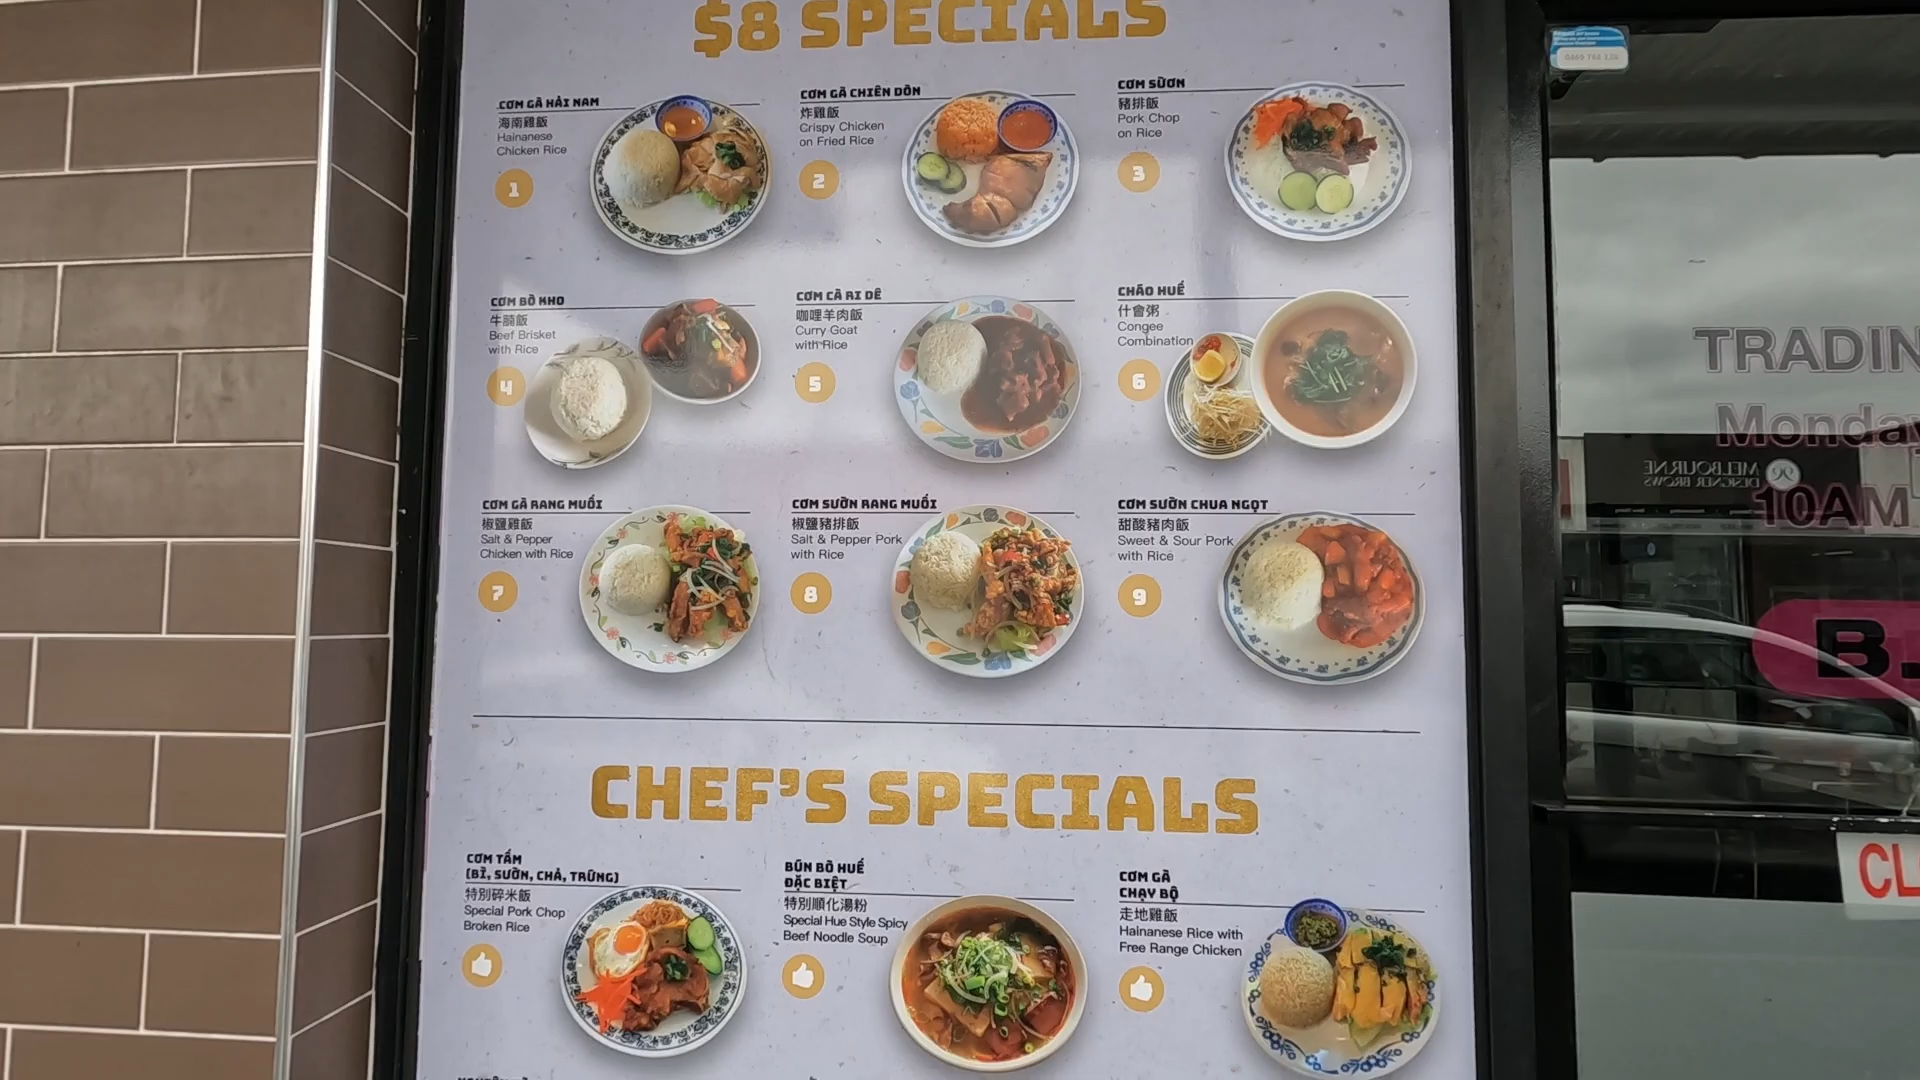 $8 SPECIALS
CƠM GÀ HẢI NAM
海南雞飯
Hainanese
Chicken Rice
1
CƠM GÀ CHIÊN DÒN
炸雞飯
Crispy Chicken
on Fried Rice
2
CƠM SƯỜN
豬排飯
Pork Chop
on Rice
3
CƠM BÒ KHO
牛腩飯
Beef Brisket
with Rice
4
CƠM CÀ RI DÊ
咖哩羊肉飯
Curry Goat
with Rice
5
CHÁO HUẾ
什會粥
Congee
Combination
6
CƠM GÀ RANG MUỐI
椒鹽雞飯
Salt & Pepper
Chicken with Rice
7
CƠM SƯỜN RANG MUỐI
椒鹽豬排飯
Salt & Pepper Pork
with Rice
8
CƠM SƯỜN CHUA NGỌT
甜酸豬肉飯
Sweet & Sour Pork
with Rice
9
CHEF'S SPECIALS
CƠM TẤM
(BÌ, SƯỜN, CHẢ, TRỨNG)
特別碎米飯
Special Pork Chop
Broken Rice
BÚN BÒ HUẾ
ĐẶC BIỆT
特別順化湯粉
Special Hue Style Spicy
Beef Noodle Soup
CƠM GÀ
CHẠY BỘ
走地雞飯
Hainanese Rice with
Free Range Chicken
TRADIN
Monday
10AM
MELBOURNE
DESIGNER BROWS
B.
CL